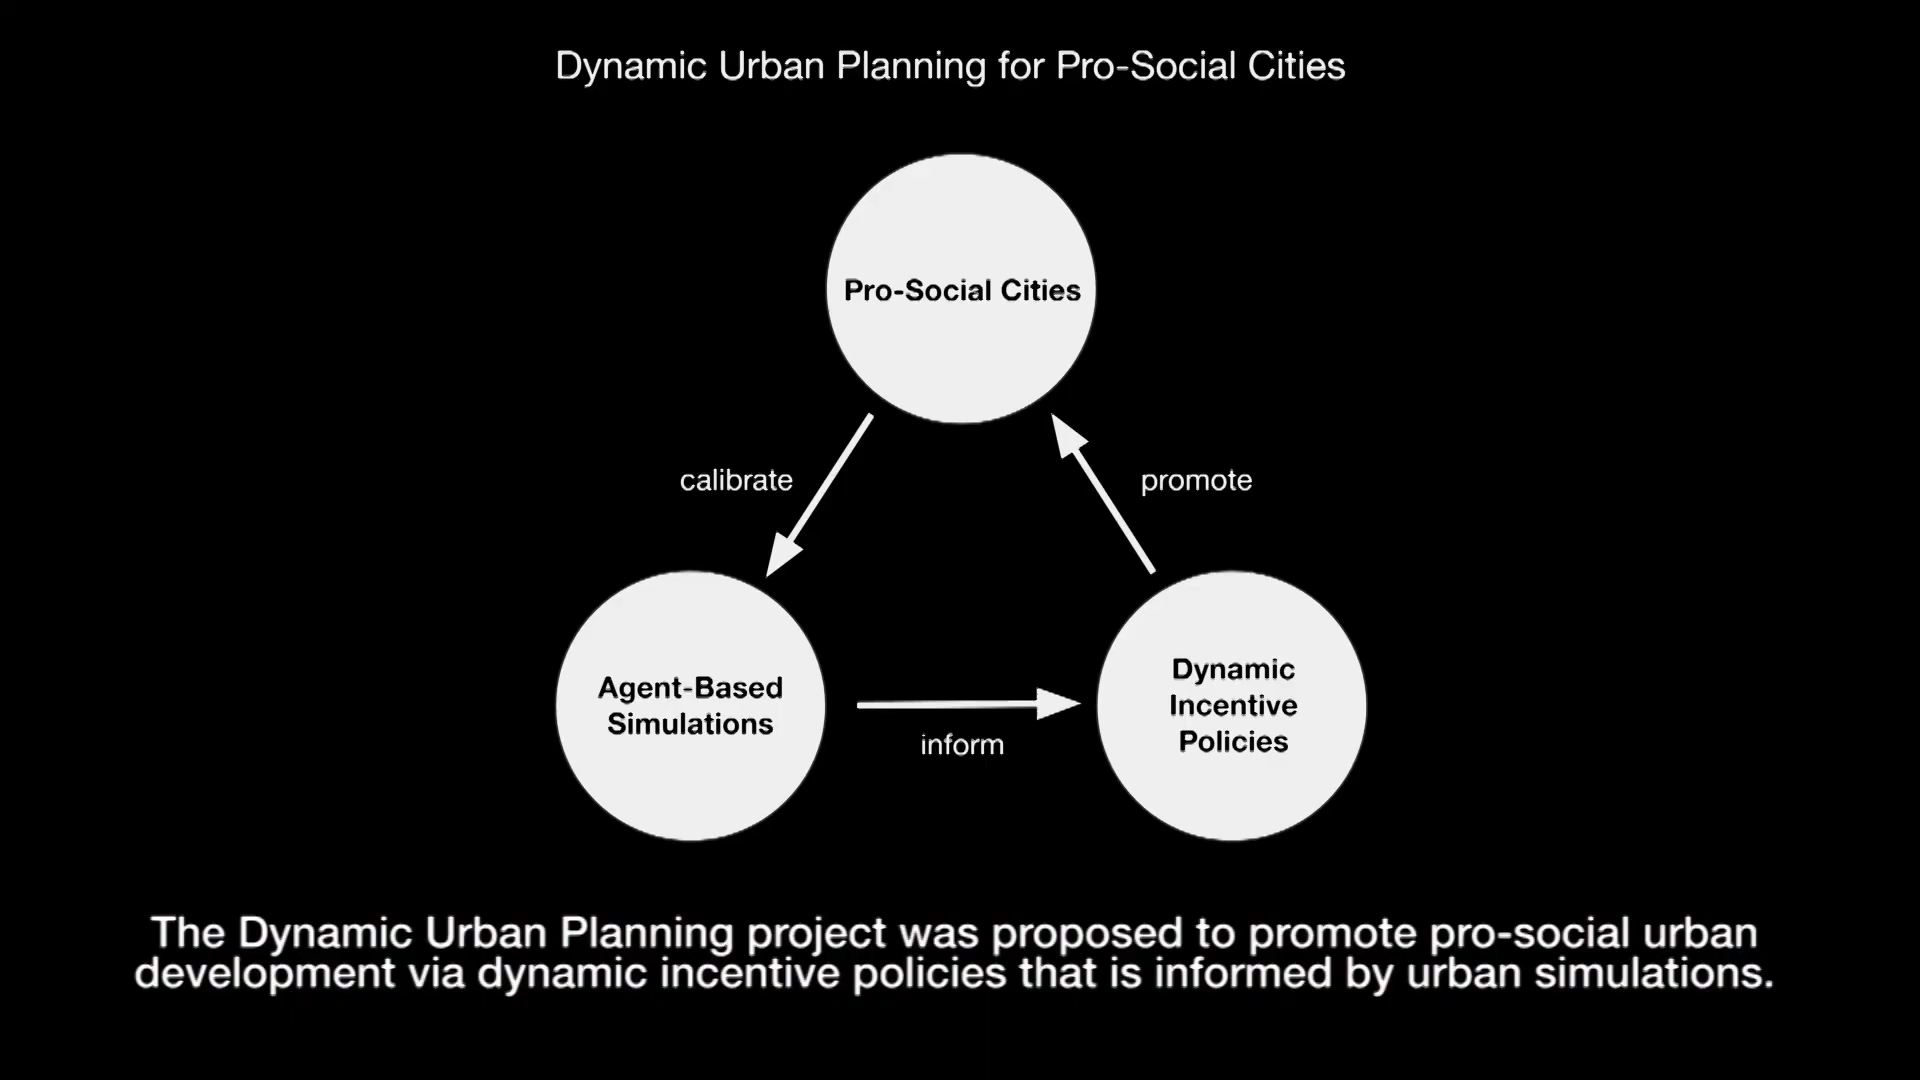 Dynamic Urban Planning for Pro-Social Cities
Pro-Social Cities
calibrate
promote
Agent-Based
Simulations
inform
Dynamic
Incentive
Policies
The Dynamic Urban Planning project was proposed to promote pro-social urban
development via dynamic incentive policies that is informed by urban simulations.